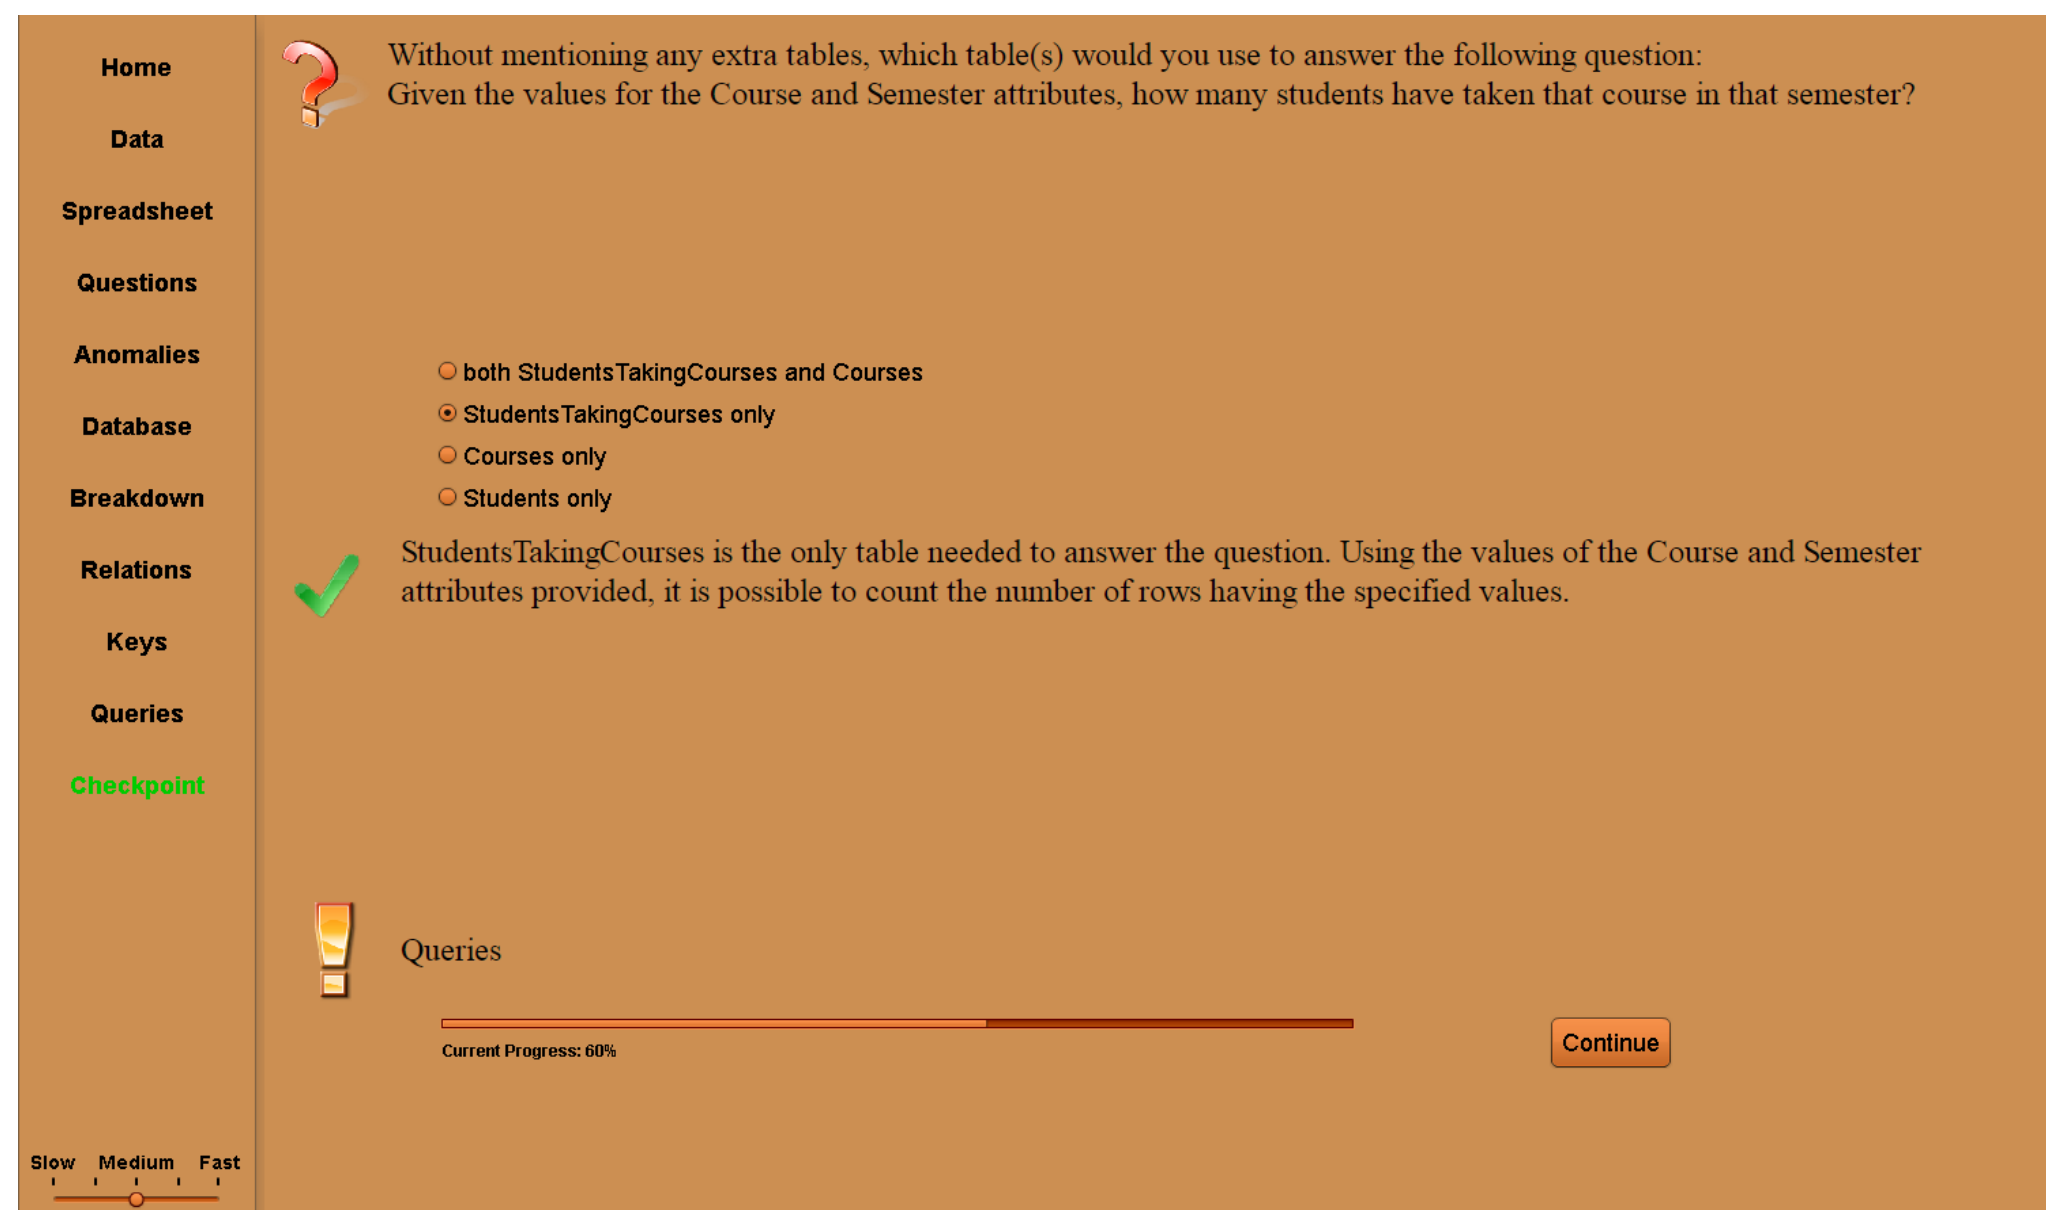 Home
Data
Spreadsheet
Questions
Anomalies
Database
Breakdown
Relations
Keys
Queries
Checkpoint
Slow Medium Fast
Without mentioning any extra tables, which table(s) would you use to answer the following question:
Given the values for the Course and Semester attributes, how many students have taken that course in that semester?
both StudentsTakingCourses and Courses
StudentsTakingCourses only
Courses only
Students only
StudentsTakingCourses is the only table needed to answer the question. Using the values of the Course and Semester
attributes provided, it is possible to count the number of rows having the specified values.
Queries
Current Progress: 60%
Continue